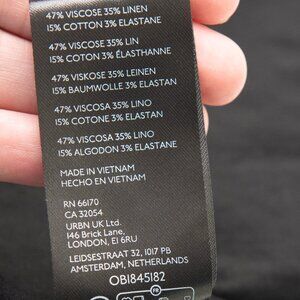 47% VISCOSE 35% LINEN
15% COTTON 3% ELASTANE
47% VISCOSE 35% LIN
15% COTON 3% ÉLASTHANNE
47% VISKOSE 35% LEINEN
15% BAUMWOLLE 3% ELASTAN
47% VISCOSA 35% LINO
15% COTONE 3% ELASTAN
47% VISCOSA 35% LINO
15% ALGODON 3% ELASTANE
MADE IN VIETNAM
HECHO EN VIETNAM
RN 66170
CA 32054
URBN UK Ltd.
146 Brick Lane,
LONDON, E1 6RU
LEIDSESTRAAT 32, 1017 PB
AMSTERDAM, NETHERLANDS
OB1845182